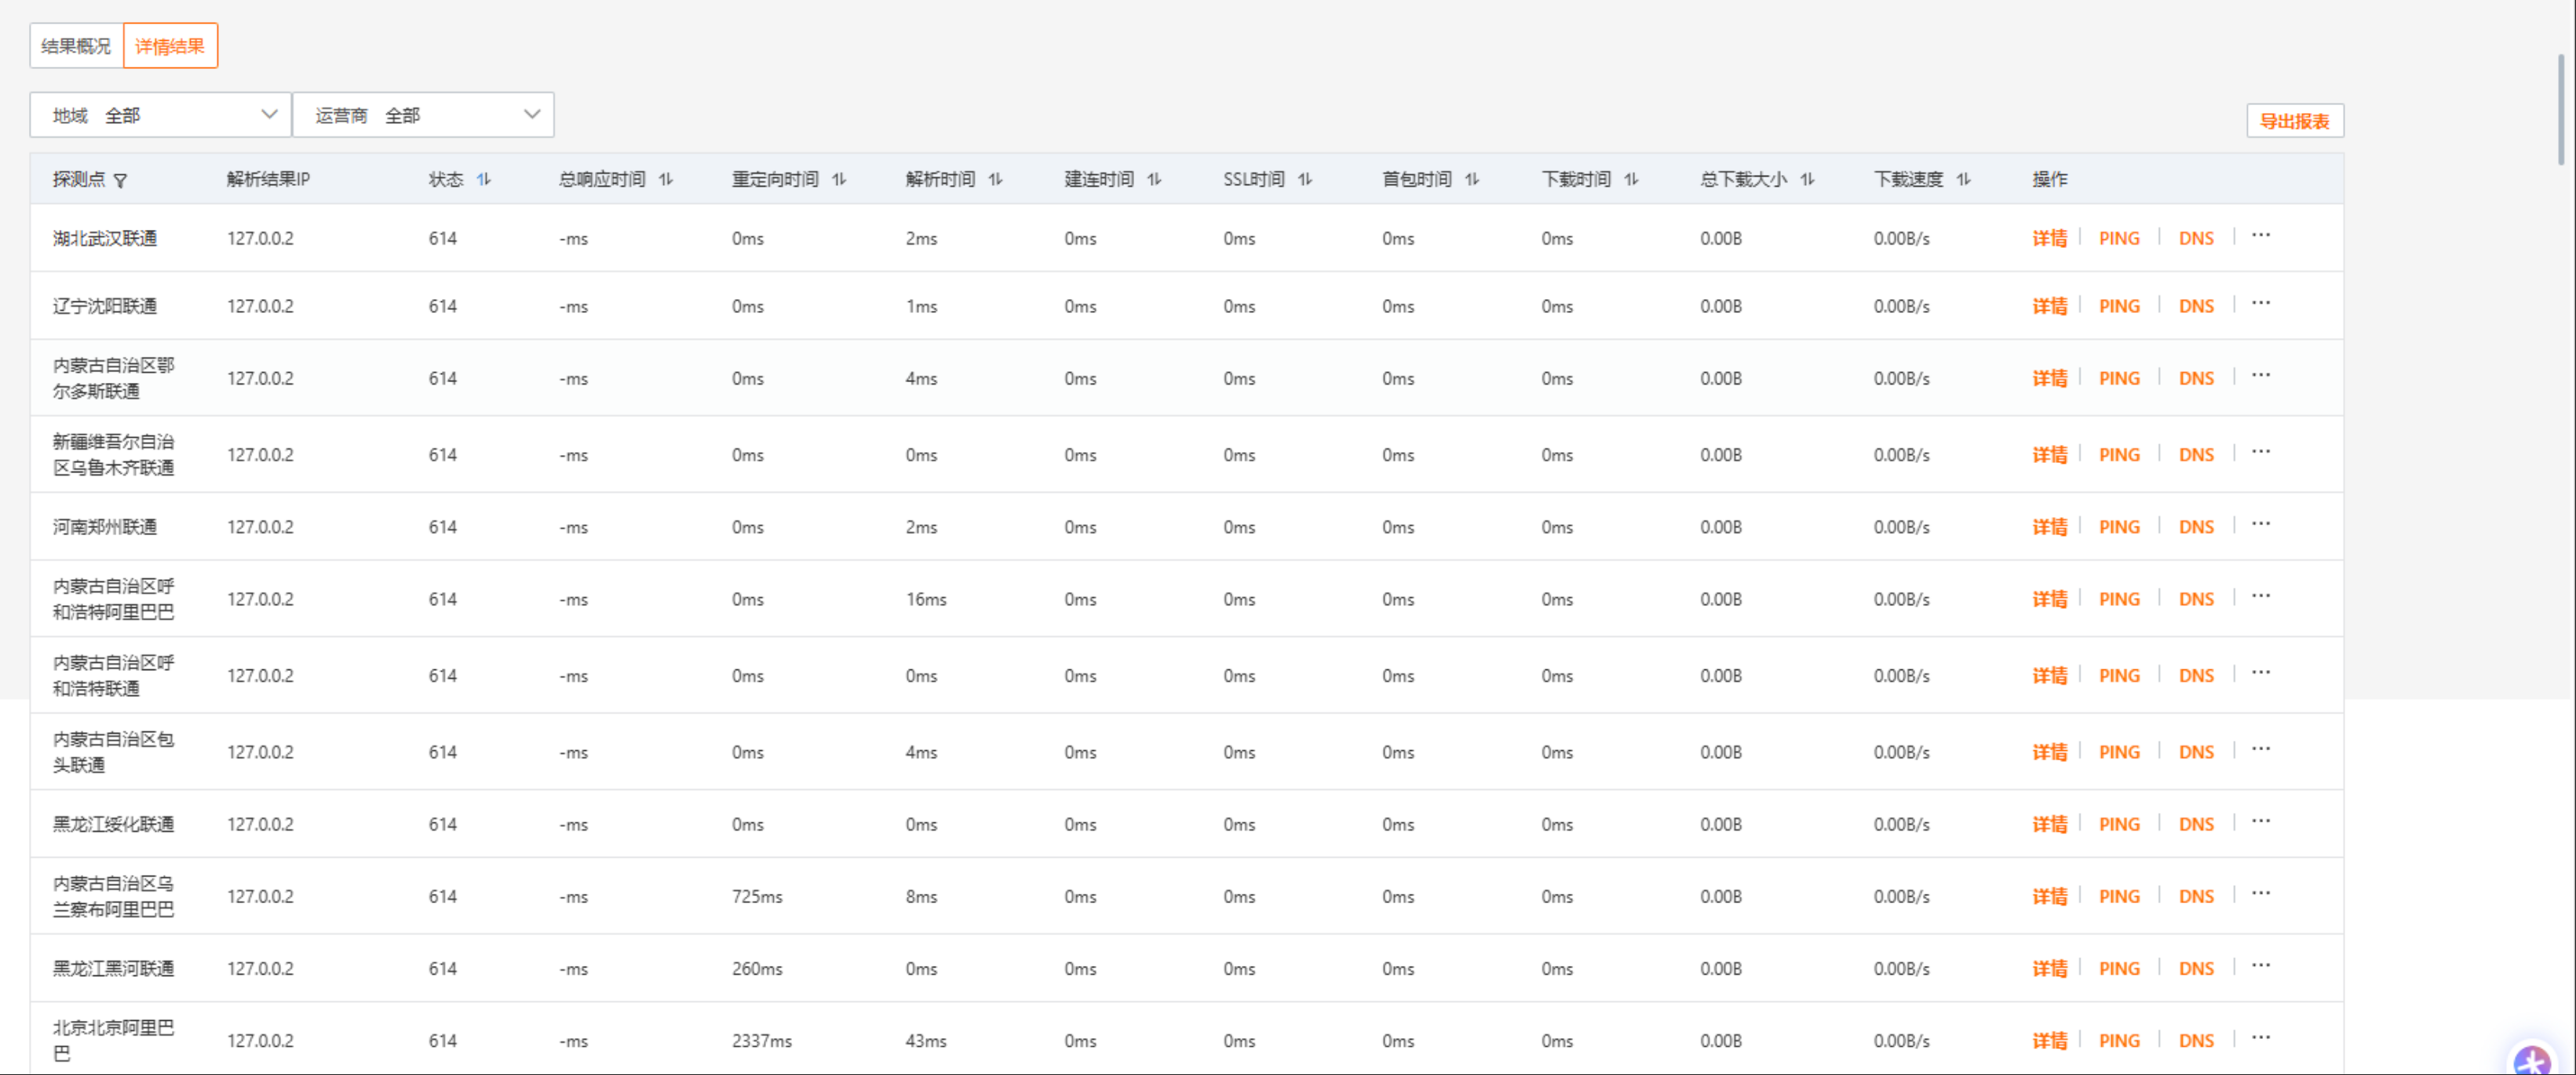 结果概况 详情结果
地域 全部 运营商 全部
导出报表
探测点 解析结果IP 状态 总响应时间 重定向时间 解析时间 建连时间 SSL时间 首包时间 下载时间 总下载大小 下载速度 操作
湖北武汉联通 127.0.0.2 614 -ms 0ms 2ms 0ms 0ms 0ms 0ms 0.00B 0.00B/s 详情 PING DNS ...
辽宁沈阳联通 127.0.0.2 614 -ms 0ms 1ms 0ms 0ms 0ms 0ms 0.00B 0.00B/s 详情 PING DNS ...
内蒙古自治区鄂
尔多斯联通 127.0.0.2 614 -ms 0ms 4ms 0ms 0ms 0ms 0ms 0.00B 0.00B/s 详情 PING DNS ...
新疆维吾尔自治
区乌鲁木齐联通 127.0.0.2 614 -ms 0ms 0ms 0ms 0ms 0ms 0ms 0.00B 0.00B/s 详情 PING DNS ...
河南郑州联通 127.0.0.2 614 -ms 0ms 2ms 0ms 0ms 0ms 0ms 0.00B 0.00B/s 详情 PING DNS ...
内蒙古自治区呼
和浩特阿里巴巴 127.0.0.2 614 -ms 0ms 16ms 0ms 0ms 0ms 0ms 0.00B 0.00B/s 详情 PING DNS ...
内蒙古自治区呼
和浩特联通 127.0.0.2 614 -ms 0ms 0ms 0ms 0ms 0ms 0ms 0.00B 0.00B/s 详情 PING DNS ...
内蒙古自治区包
头联通 127.0.0.2 614 -ms 0ms 4ms 0ms 0ms 0ms 0ms 0.00B 0.00B/s 详情 PING DNS ...
黑龙江绥化联通 127.0.0.2 614 -ms 0ms 0ms 0ms 0ms 0ms 0ms 0.00B 0.00B/s 详情 PING DNS ...
内蒙古自治区乌
兰察布阿里巴巴 127.0.0.2 614 -ms 725ms 8ms 0ms 0ms 0ms 0ms 0.00B 0.00B/s 详情 PING DNS ...
黑龙江黑河联通 127.0.0.2 614 -ms 260ms 0ms 0ms 0ms 0ms 0ms 0.00B 0.00B/s 详情 PING DNS ...
北京北京阿里巴
巴 127.0.0.2 614 -ms 2337ms 43ms 0ms 0ms 0ms 0ms 0.00B 0.00B/s 详情 PING DNS ...